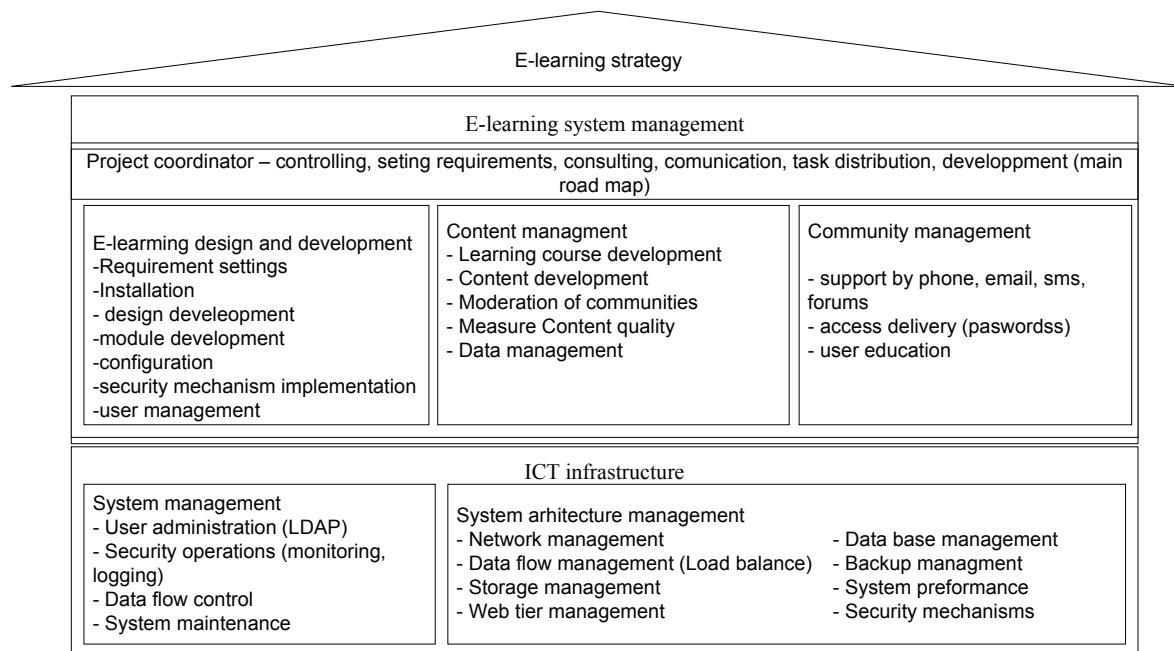 E-learning strategy
E-learning system management
Project coordinator – controlling, seting requirements, consulting, comunication, task distribution, developpment (main
road map)
E-learming design and development
-Requirement settings
-Installation
- design develeopment
-module development
-configuration
-security mechanism implementation
-user management
Content managment
- Learning course development
- Content development
- Moderation of communities
- Measure Content quality
- Data management
Community management
- support by phone, email, sms,
forums
- access delivery (paswordss)
- user education
ICT infrastructure
System management
- User administration (LDAP)
- Security operations (monitoring,
logging)
- Data flow control
- System maintenance
System arhitecture management
- Network management
- Data flow management (Load balance)
- Storage management
- Web tier management
- Data base management
- Backup managment
- System preformance
- Security mechanisms